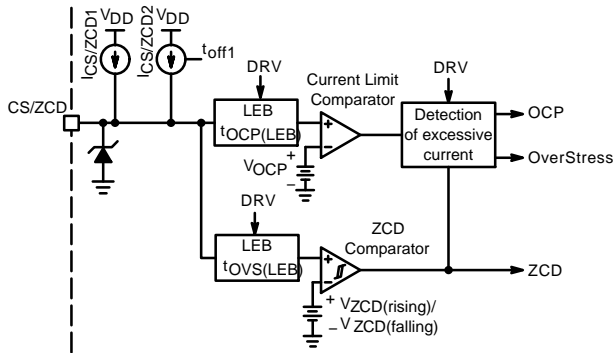 VDD
ICS/ZCD1
VDD
ICS/ZCD2
toff1
CS/ZCD
DRV
LEB
tOCP(LEB)
Current Limit
Comparator
+
−
VOCP
+
−
DRV
Detection
of excessive
current
OCP
OverStress
DRV
LEB
tOVS(LEB)
ZCD
Comparator
+
−
ZCD
+ VZCD(rising)/
− VZCD(falling)